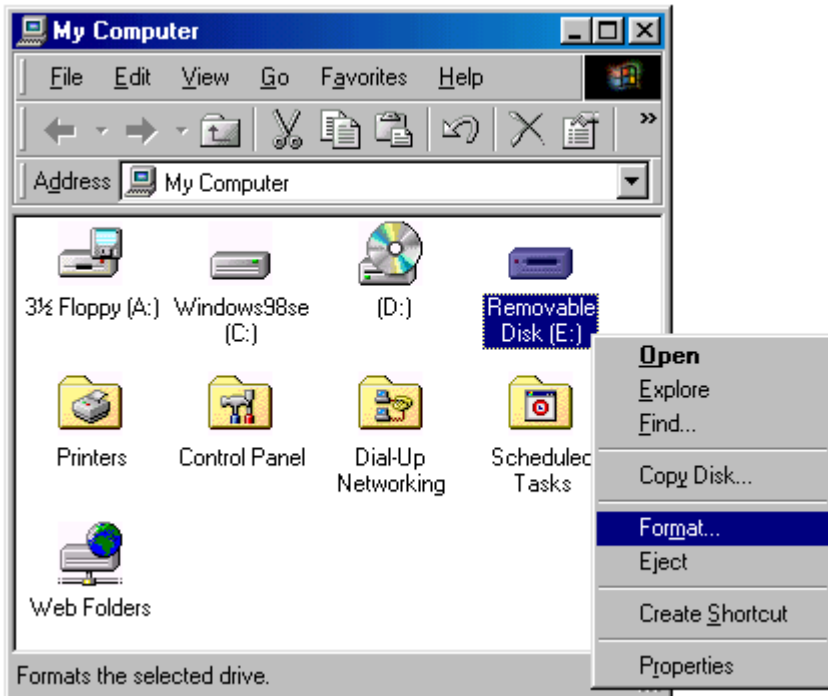 My Computer
File Edit View Go Favorites Help
»
Address My Computer
3½ Floppy (A:) Windows98se (C:) (D:) Removable Disk (E:)
Printers Control Panel Dial-Up Networking Scheduled Tasks
Web Folders
Open
Explore
Find...
Copy Disk...
Format...
Eject
Create Shortcut
Properties
Formats the selected drive.